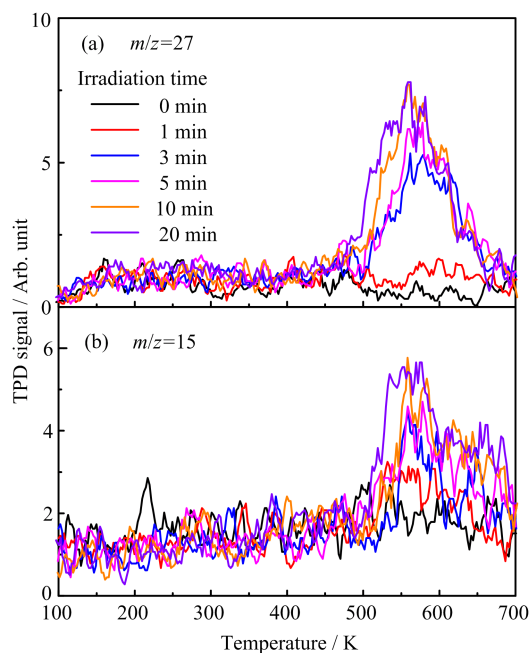 10
(a) m/z=27
Irradiation time
0 min
1 min
3 min
5 min
10 min
20 min
5
0
(b) m/z=15
6
4
2
0
TPD signal / Arb. unit
100 200 300 400 500 600 700
Temperature / K